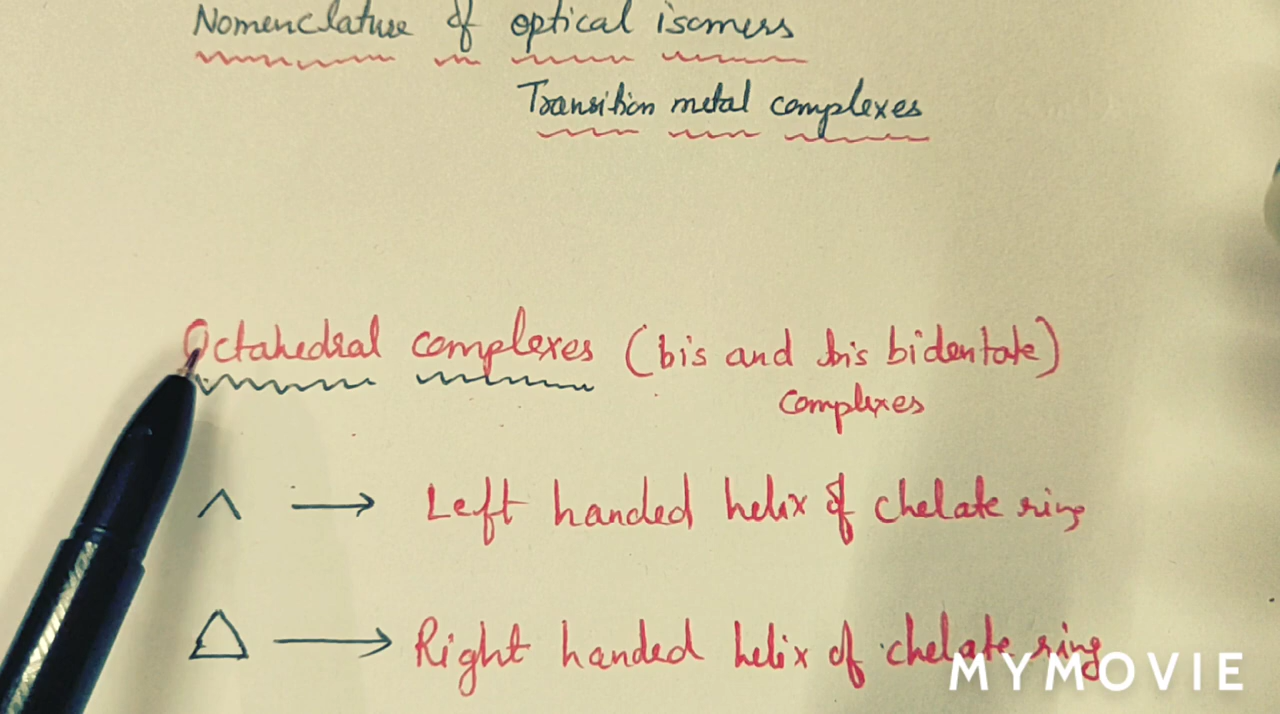 Nomenclature of optical isomers
Transition metal complexes
Octahedral complexes (bis and bis bidentate)
complexes
Λ → Left handed helix of chelate ring
Δ → Right handed helix of chelate ring
MYMOVIE